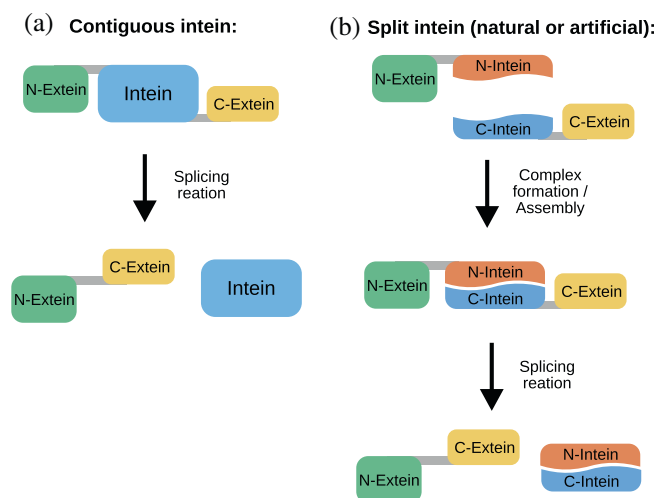 (a) Contiguous intein:
N-Extein
Intein
C-Extein
Splicing
reation
C-Extein
N-Extein
Intein
(b) Split intein (natural or artificial):
N-Extein
N-Intein
C-Intein
C-Extein
Complex
formation /
Assembly
N-Extein
N-Intein
C-Intein
C-Extein
Splicing
reation
C-Extein
N-Extein
N-Intein
C-Intein